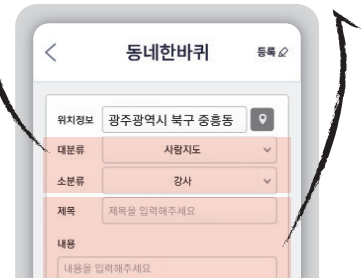 동네한바퀴 등록
위치정보 광주광역시 북구 중흥동
대분류 사람지도
소분류 강사
제목 제목을 입력해주세요
내용
내용을 입력해주세요